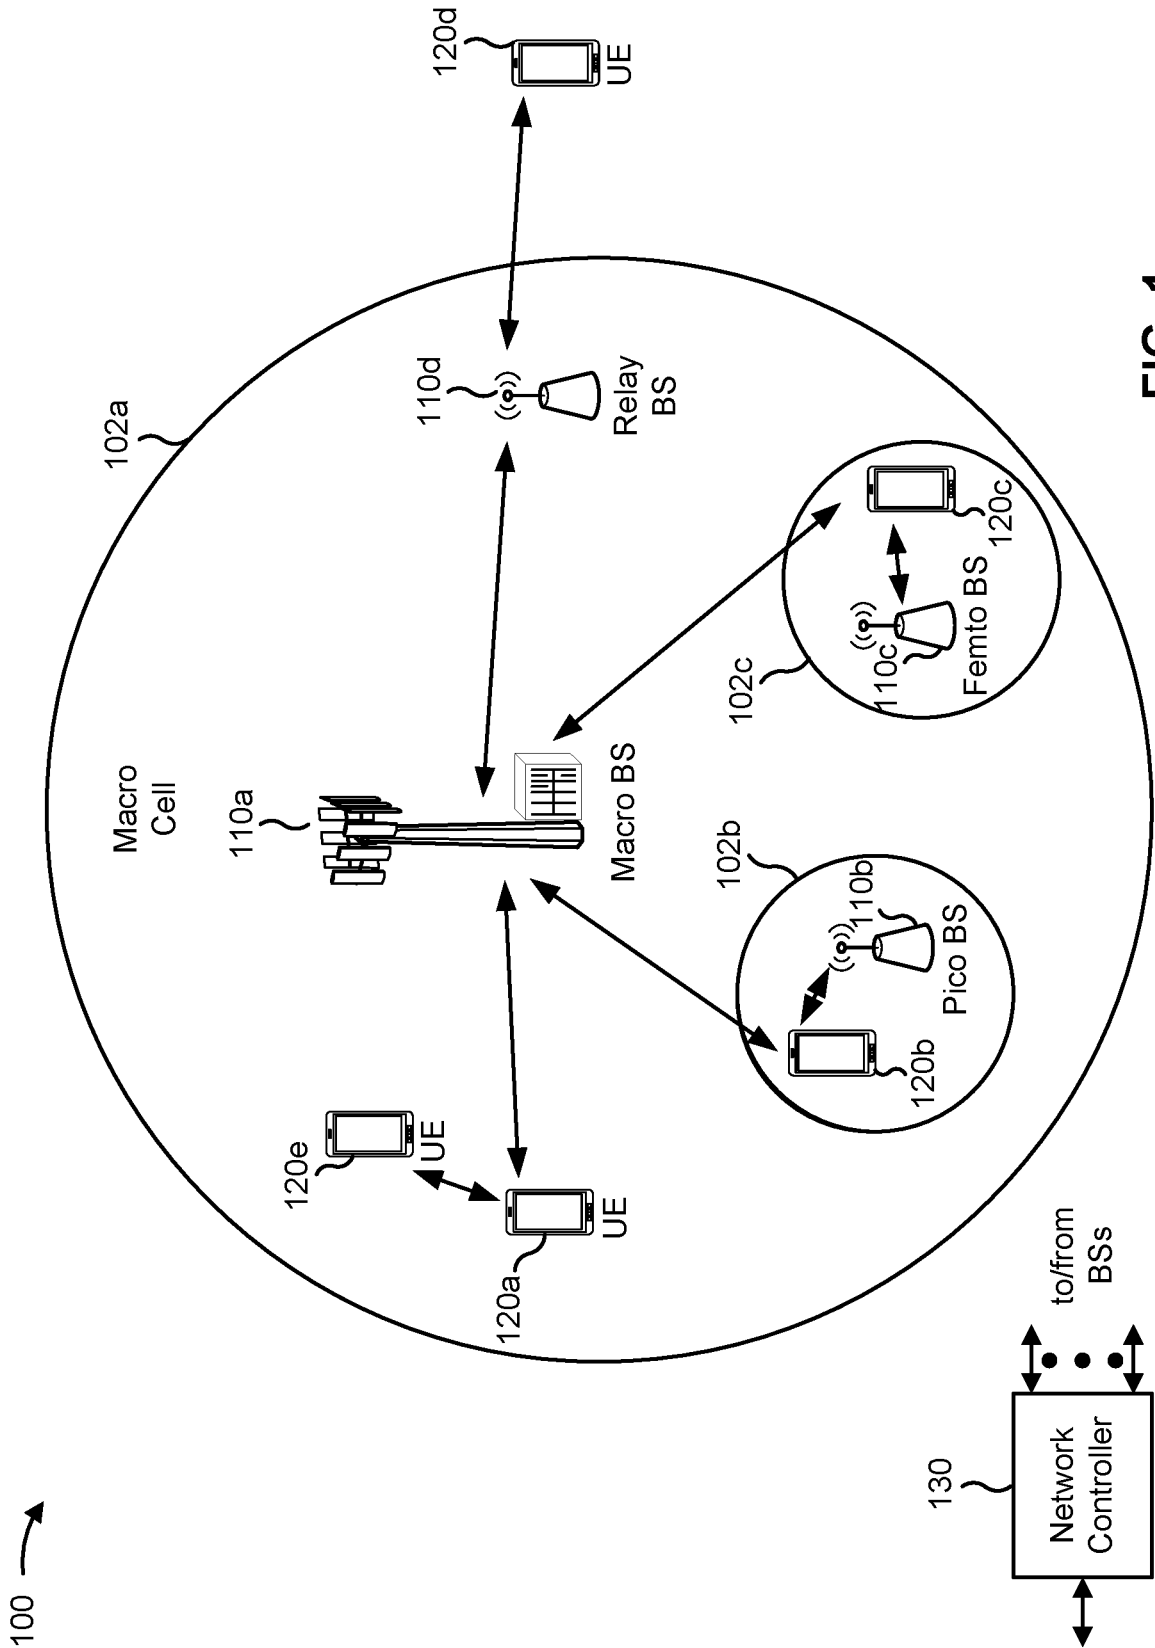 100
102a
Macro
Cell
110a
120d
UE
110d
Relay
BS
120e
UE
120a
UE
Macro BS
102b
110b
Pico BS
120b
102c
110c
Femto BS
120c
130
Network
Controller
to/from
BSs
FIG. 1